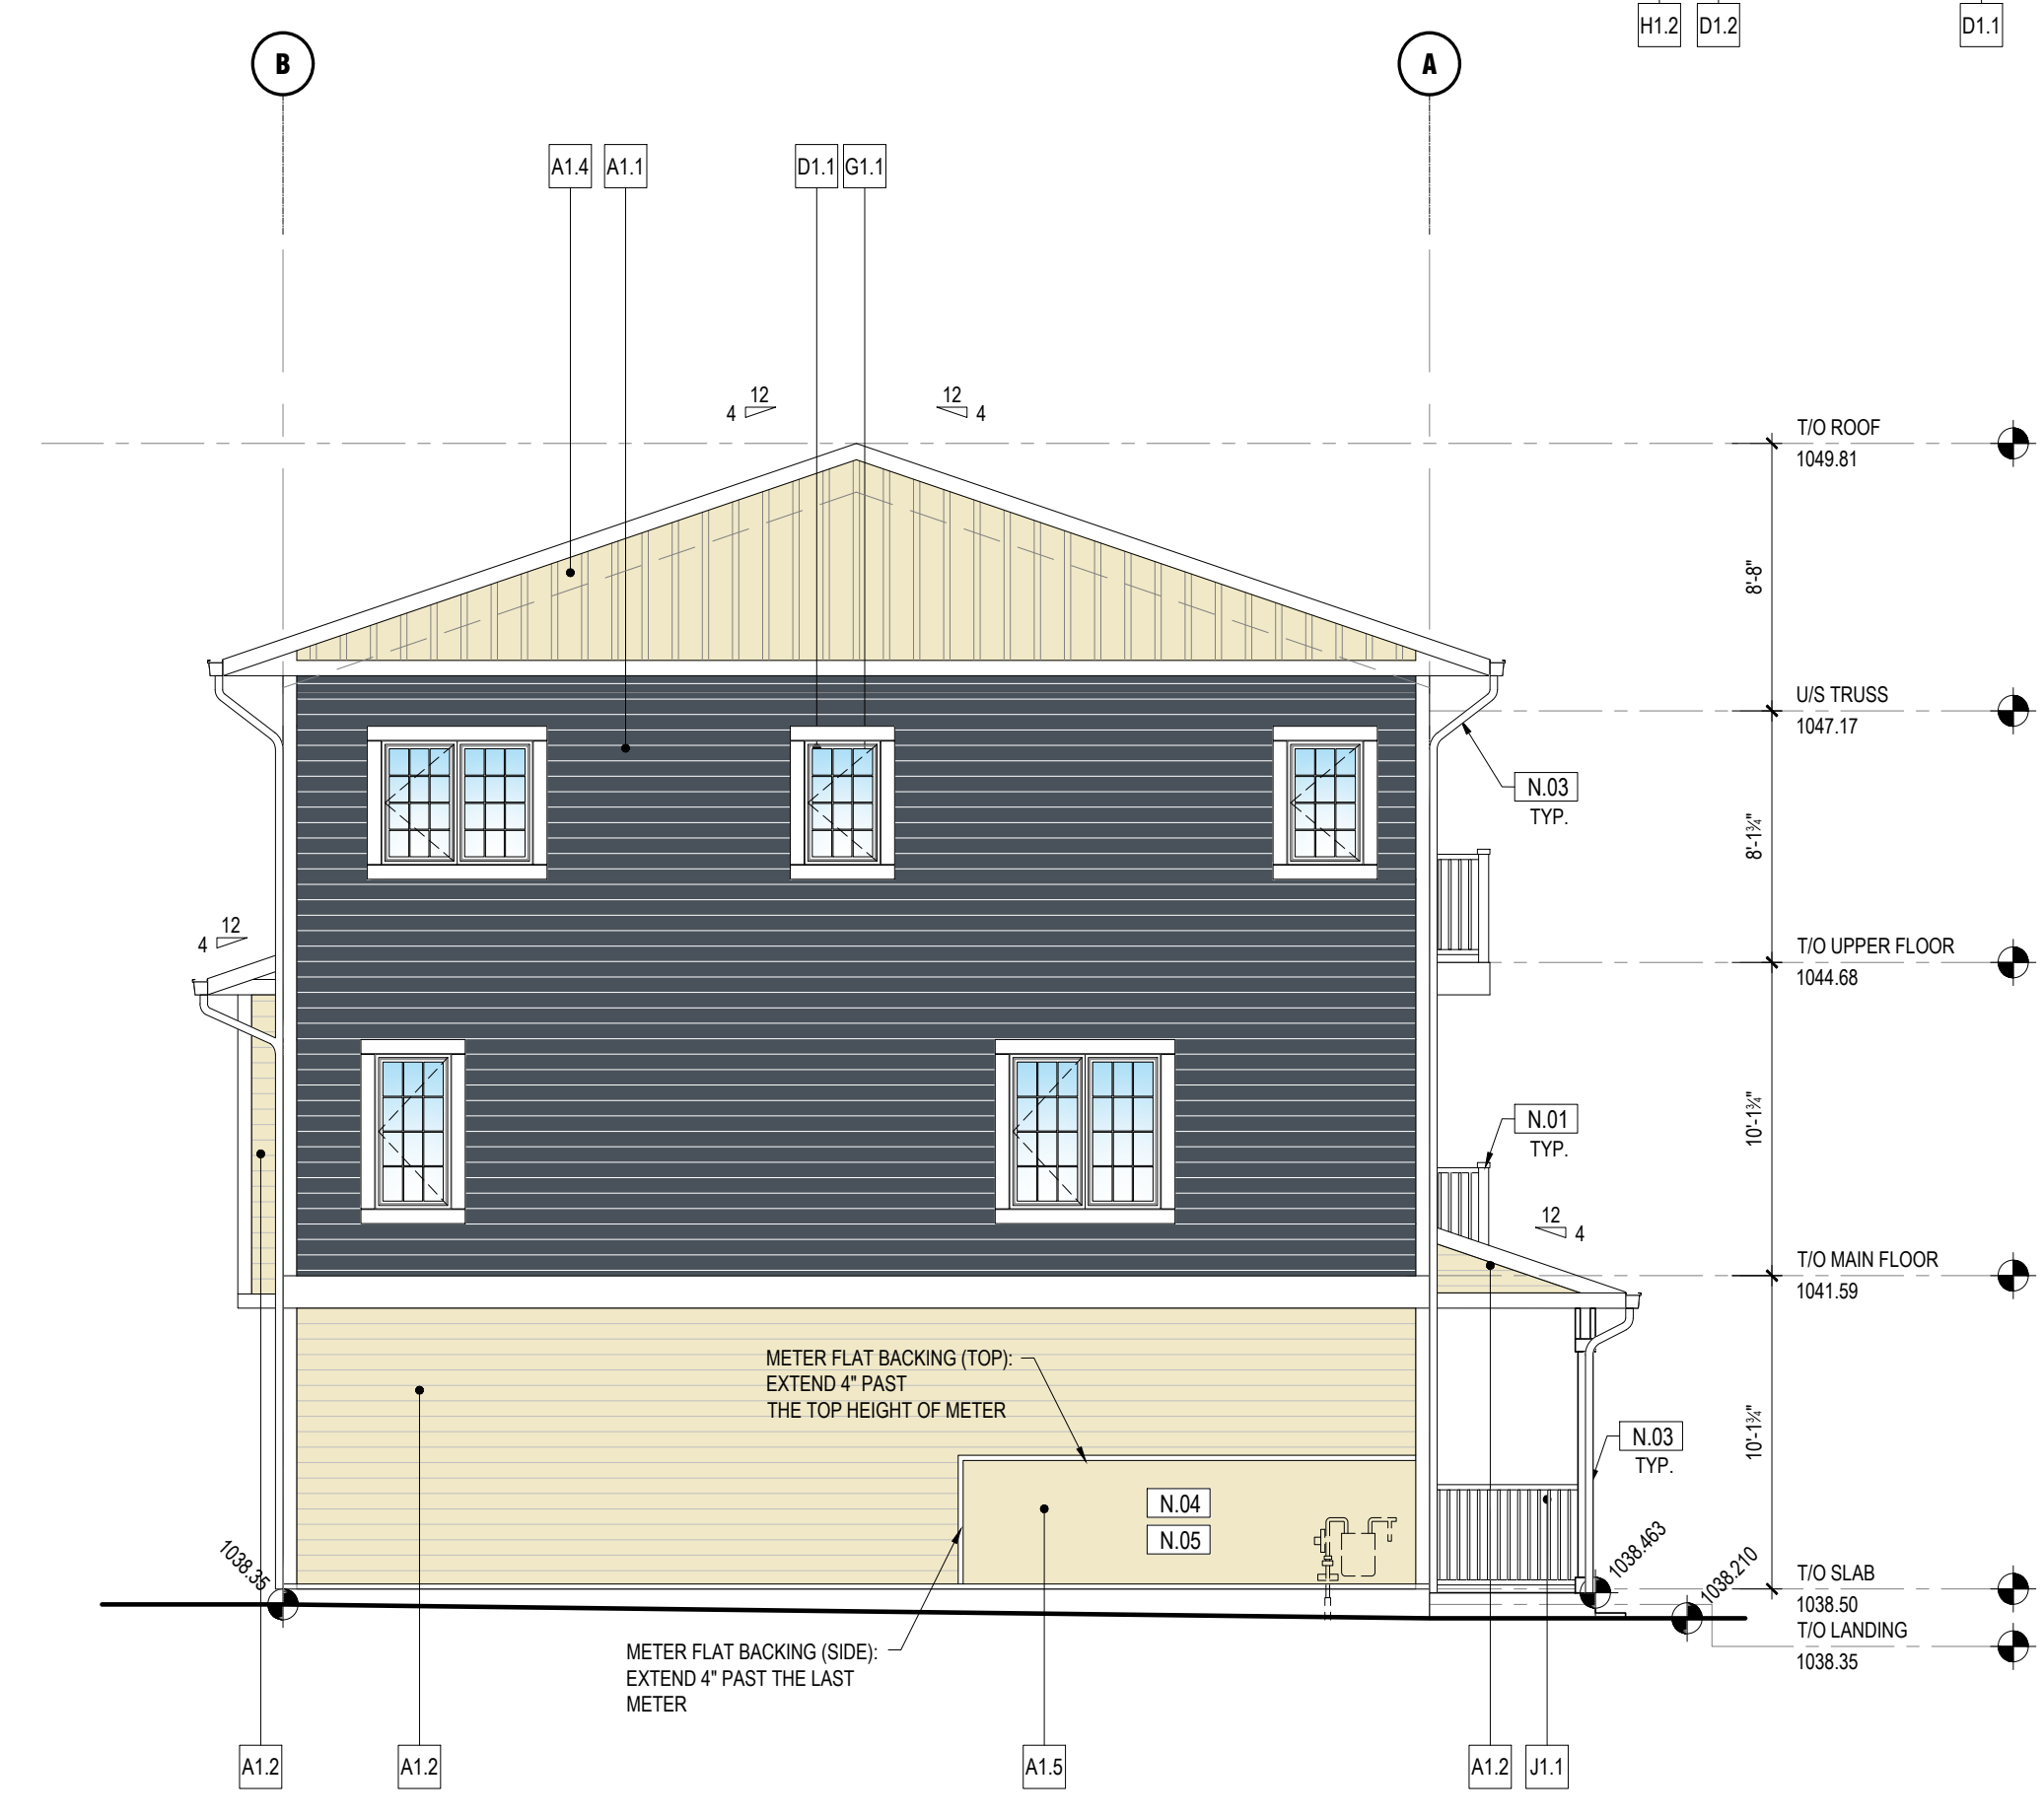 H1.2 D1.2 D1.1
B A
A1.4 A1.1 D1.1 G1.1
12
4
12
4
T/O ROOF
1049.81
8'-8"
U/S TRUSS
1047.17
N.03
TYP.
8'-1¾"
12
4
T/O UPPER FLOOR
1044.68
N.01
TYP.
10'-1¾"
12
4
T/O MAIN FLOOR
1041.59
METER FLAT BACKING (TOP):
EXTEND 4" PAST
THE TOP HEIGHT OF METER
N.03
TYP.
10'-1¾"
N.04
N.05
1038.35
1038.463
1038.210
T/O SLAB
1038.50
T/O LANDING
1038.35
METER FLAT BACKING (SIDE):
EXTEND 4" PAST THE LAST
METER
A1.2 A1.2 A1.5 A1.2 J1.1